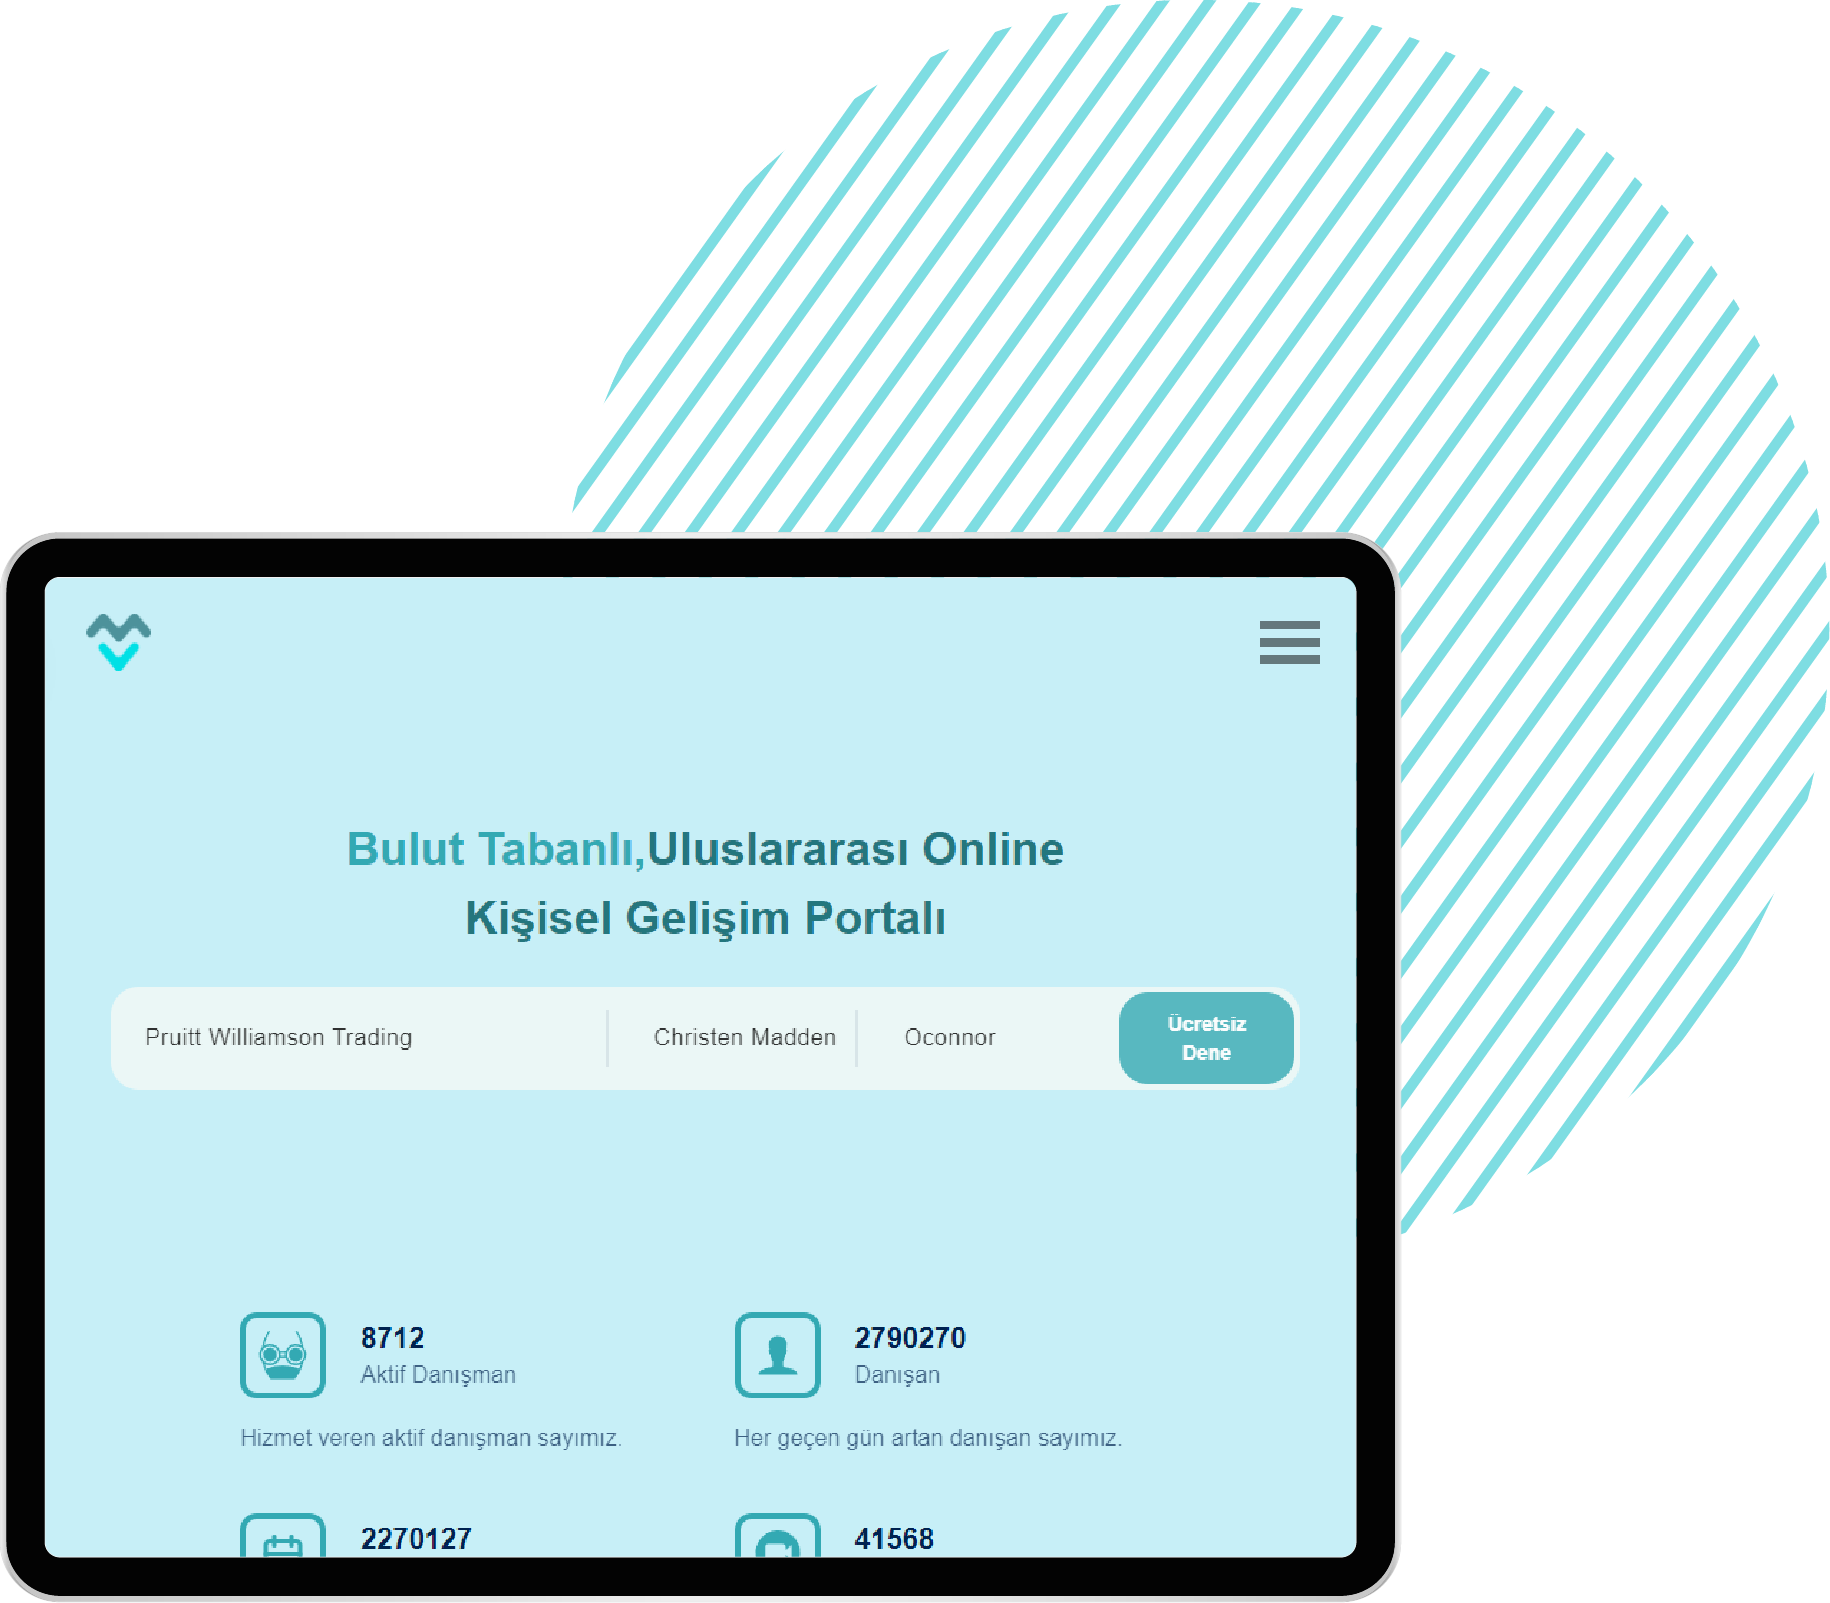 Bulut Tabanlı,Uluslararası Online
Kişisel Gelişim Portalı
Pruitt Williamson Trading
Christen Madden
Oconnor
Ücretsiz
Dene
8712
Aktif Danışman
Hizmet veren aktif danışman sayımız.
2790270
Danışan
Her geçen gün artan danışan sayımız.
2270127
41568